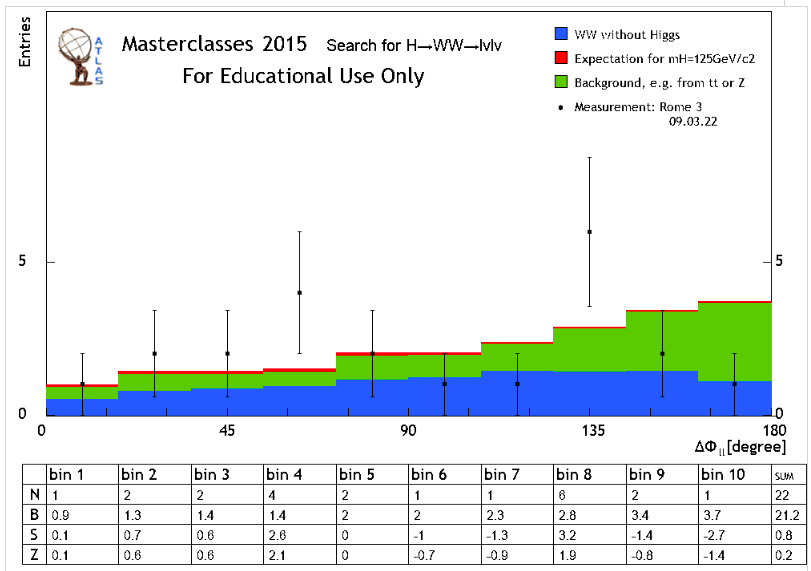 Entries
ATLAS
Masterclasses 2015 Search for H→WW→lνlν
For Educational Use Only
WW without Higgs
Expectation for mH=125GeV/c2
Background, e.g. from tt or Z
Measurement: Rome 3
09.03.22
5 5
0 0
0 45 90 135 180
ΔΦll[degree]
bin 1 bin 2 bin 3 bin 4 bin 5 bin 6 bin 7 bin 8 bin 9 bin 10 SUM
N 1 2 2 4 2 1 1 6 2 1 22
B 0.9 1.3 1.4 1.4 2 2 2.3 2.8 3.4 3.7 21.2
S 0.1 0.7 0.6 2.6 0 -1 -1.3 3.2 -1.4 -2.7 0.8
Z 0.1 0.6 0.6 2.1 0 -0.7 -0.9 1.9 -0.8 -1.4 0.2